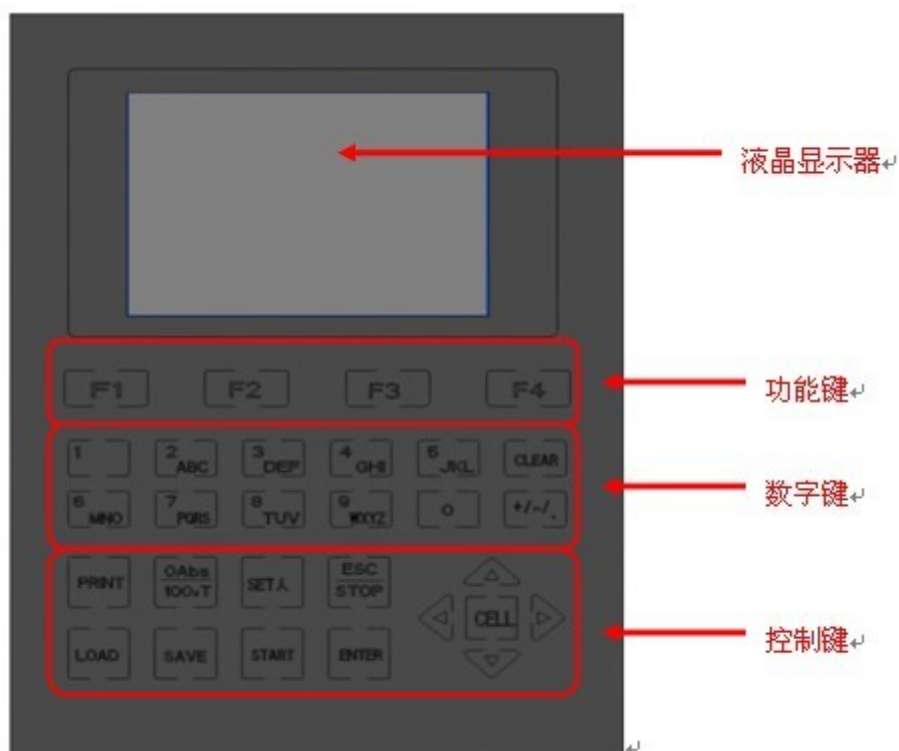 液晶显示器
F1 F2 F3 F4
功能键
1 2 ABC 3 DEF 4 GHI 5 JKL CLEAR
6 MNO 7 PQRS 8 TUV 9 WXYZ 0 +/-/.
数字键
PRINT 0Abs 100%T SETλ ESC STOP
CELL
LOAD SAVE START ENTER
控制键